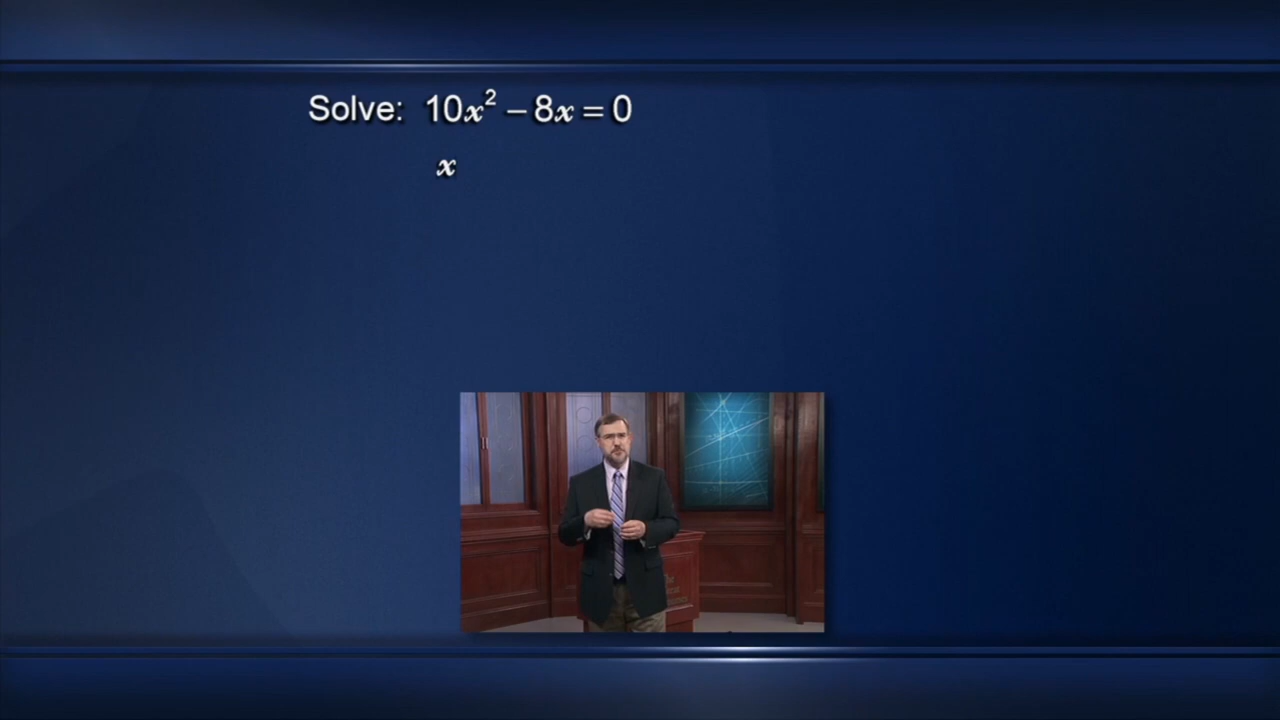 Solve: 10x² – 8x = 0
x